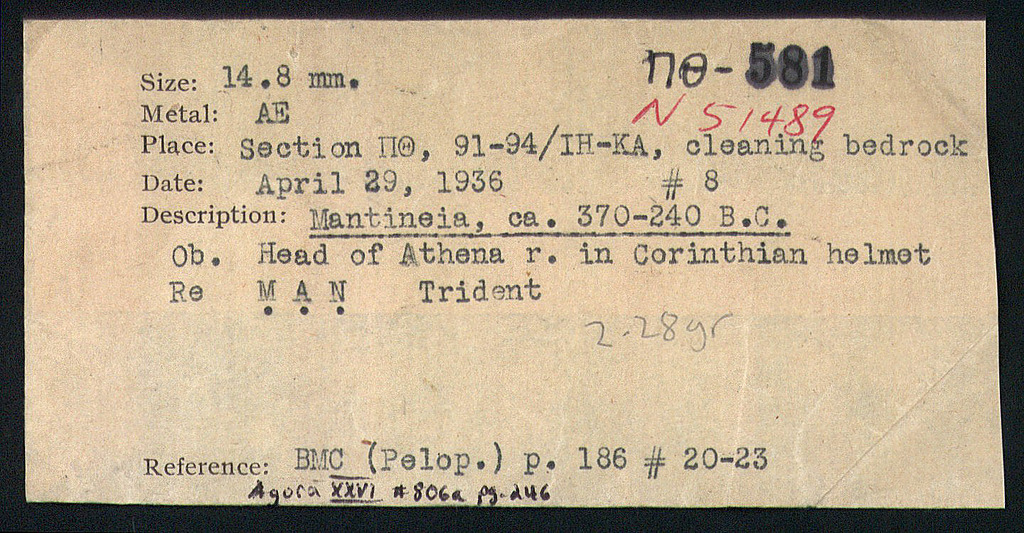 ΠΘ-581
Size: 14.8 mm.
N 51489
Metal: AE
Place: Section ΠΘ, 91-94/ΙΗ-ΚΑ, cleaning bedrock
Date: April 29, 1936 # 8
Description: Mantineia, ca. 370-240 B.C.
Ob. Head of Athena r. in Corinthian helmet
Re Ṃ Ạ Ṇ Trident
2.28gr
Reference: BMC (Pelop.) p. 186 # 20-23
Agora XXVI #806a pg.246